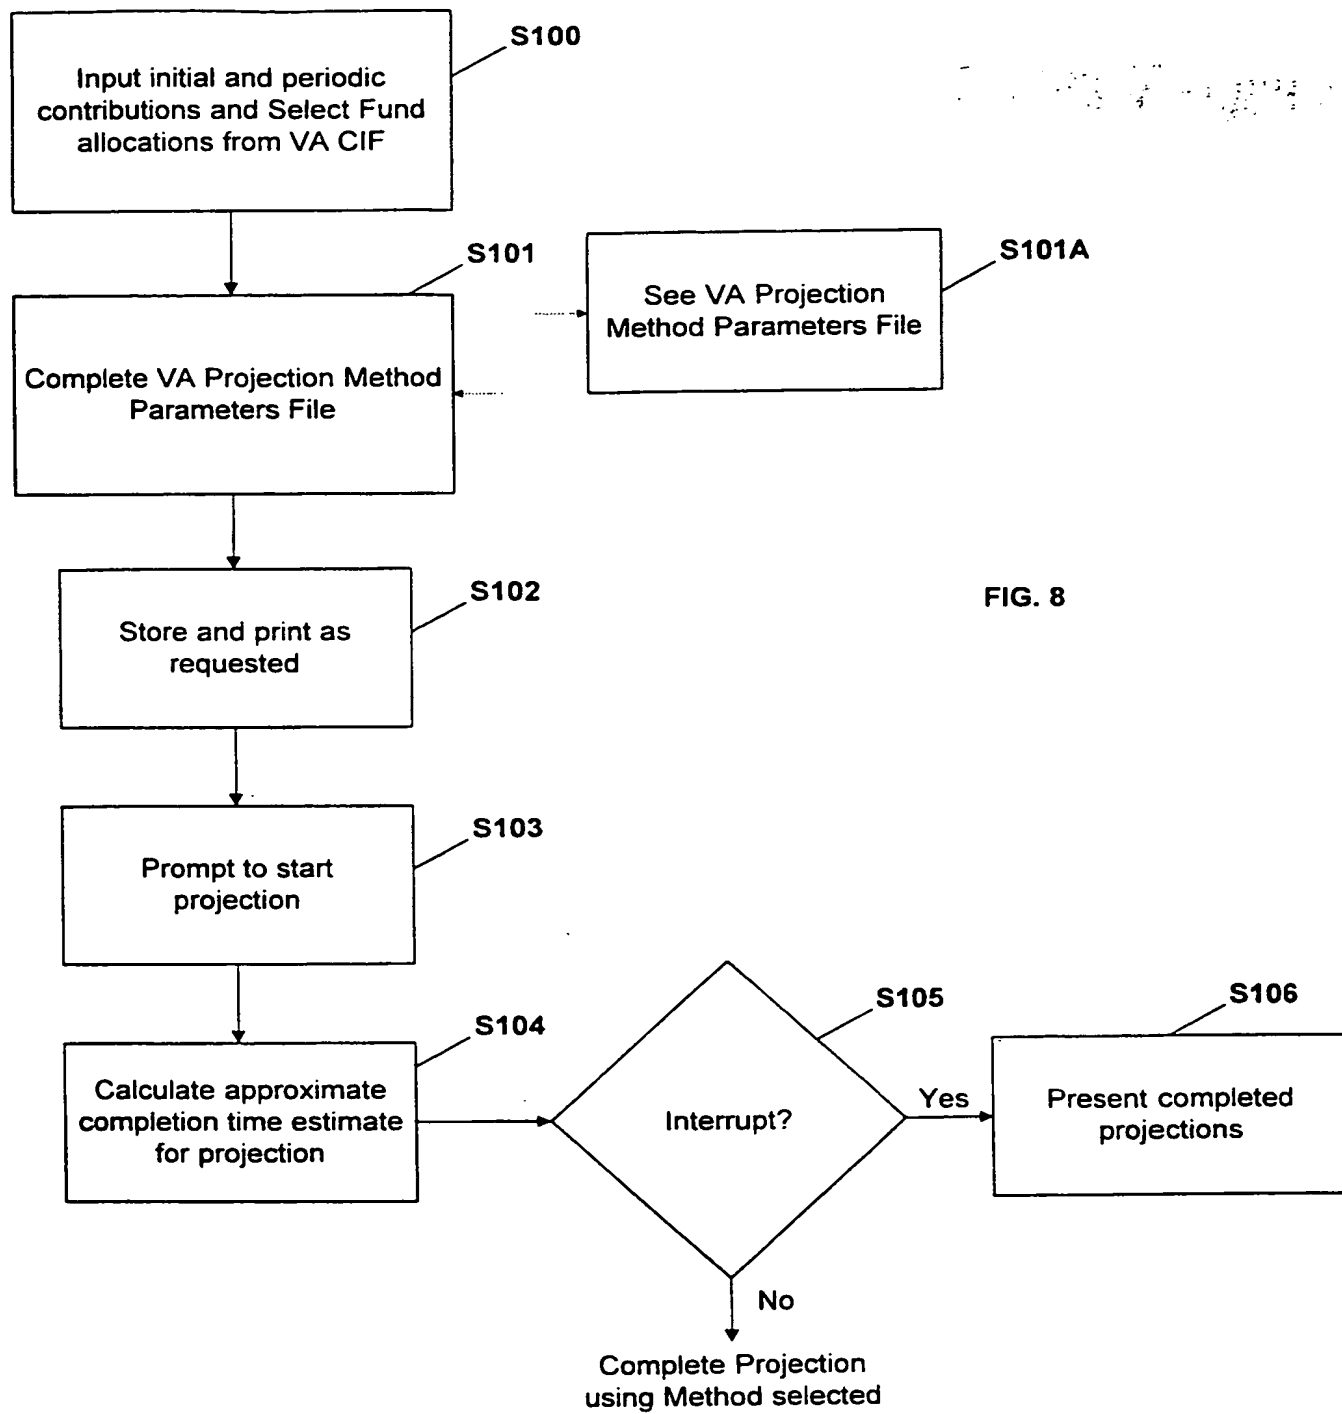 S100
Input initial and periodic
contributions and Select Fund
allocations from VA CIF
S101
Complete VA Projection Method
Parameters File
S101A
See VA Projection
Method Parameters File
S102
Store and print as
requested
FIG. 8
S103
Prompt to start
projection
S104
Calculate approximate
completion time estimate
for projection
S105
Interrupt?
Yes
S106
Present completed
projections
No
Complete Projection
using Method selected